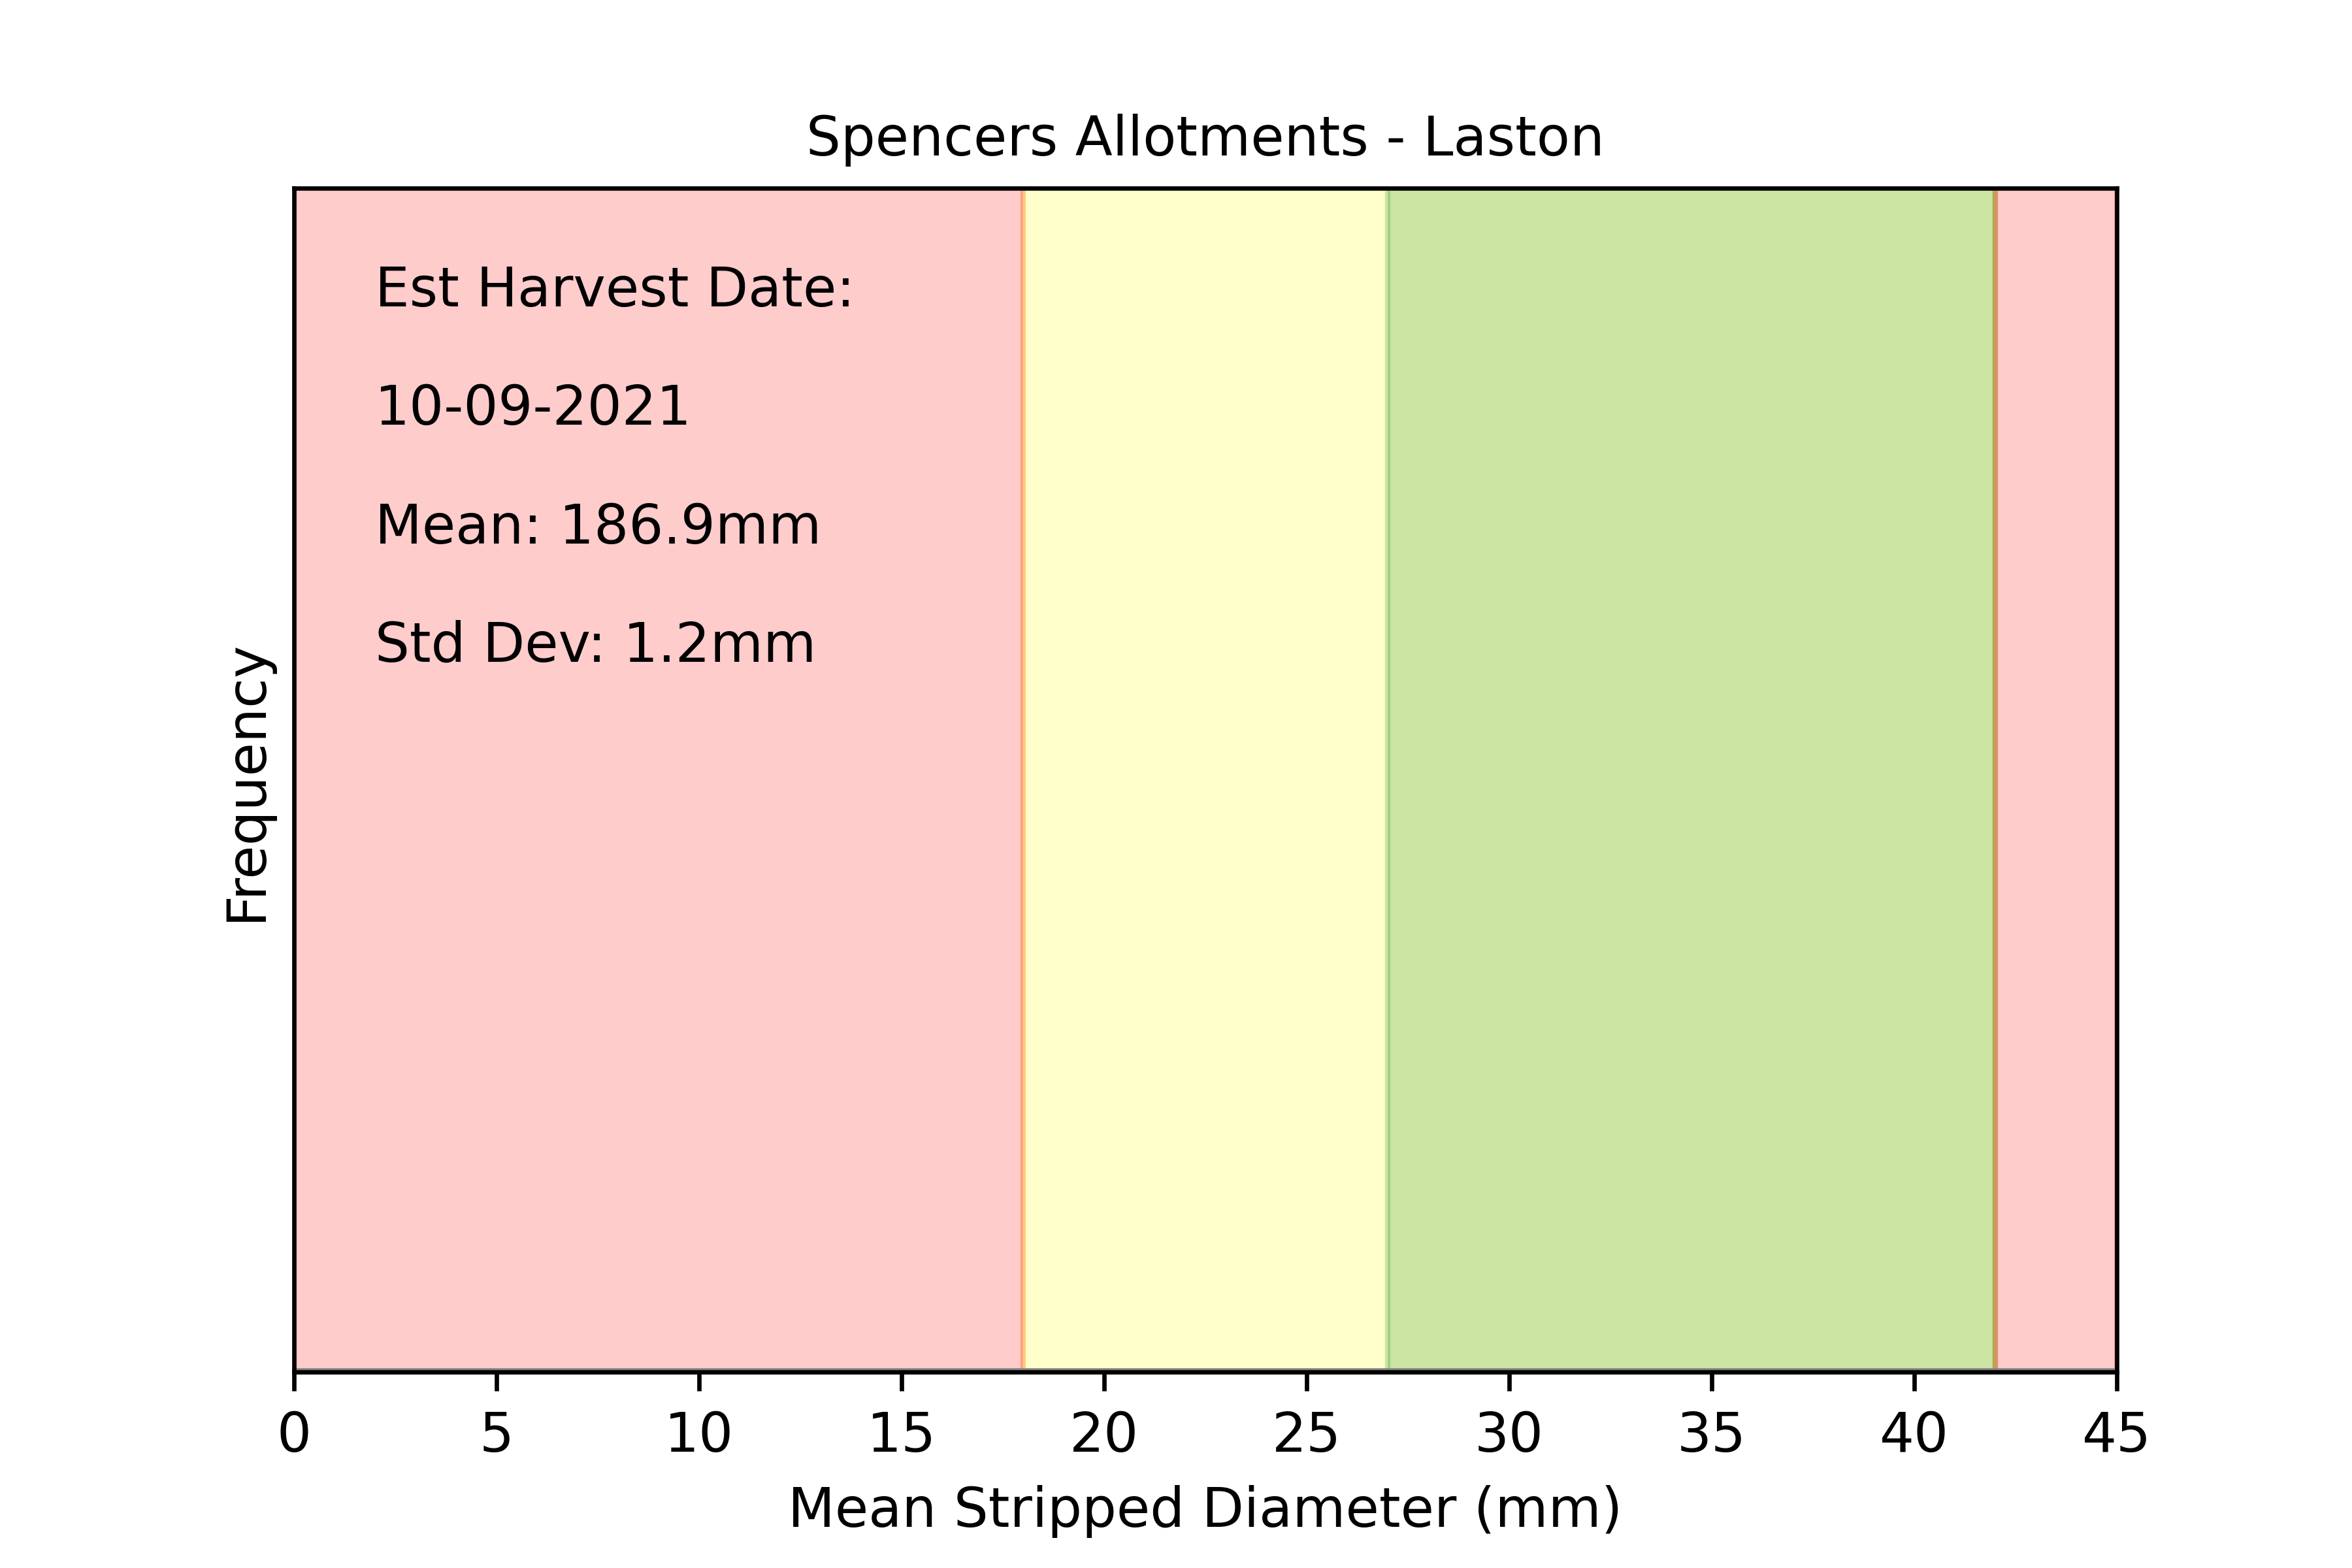 Spencers Allotments - Laston
Est Harvest Date:
10-09-2021
Mean: 186.9mm
Std Dev: 1.2mm
Frequency
0 5 10 15 20 25 30 35 40 45
Mean Stripped Diameter (mm)